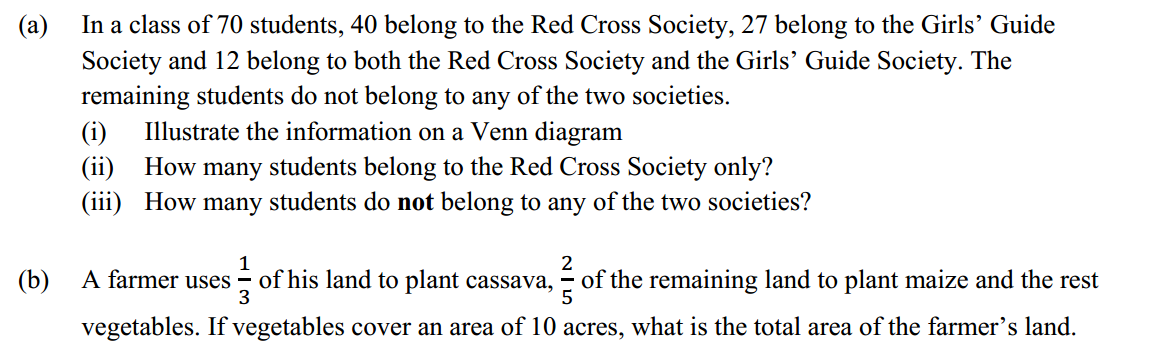 (a) In a class of 70 students, 40 belong to the Red Cross Society, 27 belong to the Girls’ Guide
Society and 12 belong to both the Red Cross Society and the Girls’ Guide Society. The
remaining students do not belong to any of the two societies.
(i) Illustrate the information on a Venn diagram
(ii) How many students belong to the Red Cross Society only?
(iii) How many students do not belong to any of the two societies?
(b) A farmer uses 1/3 of his land to plant cassava, 2/5 of the remaining land to plant maize and the rest
vegetables. If vegetables cover an area of 10 acres, what is the total area of the farmer’s land.